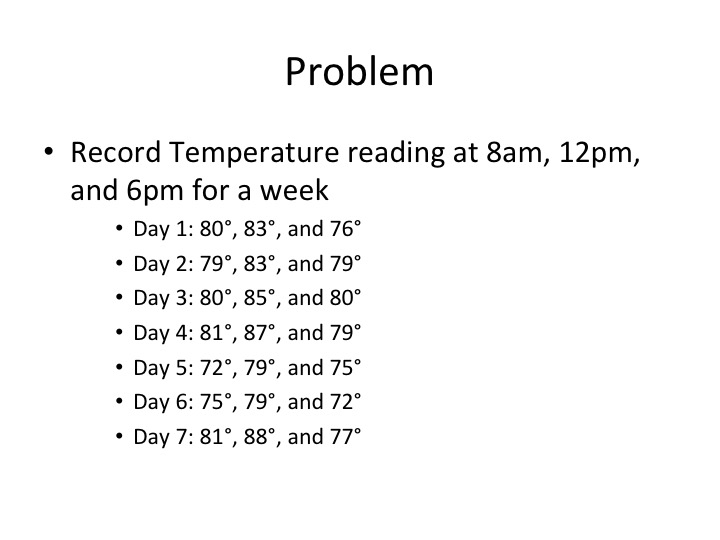 Problem
• Record Temperature reading at 8am, 12pm,
and 6pm for a week
• Day 1: 80°, 83°, and 76°
• Day 2: 79°, 83°, and 79°
• Day 3: 80°, 85°, and 80°
• Day 4: 81°, 87°, and 79°
• Day 5: 72°, 79°, and 75°
• Day 6: 75°, 79°, and 72°
• Day 7: 81°, 88°, and 77°